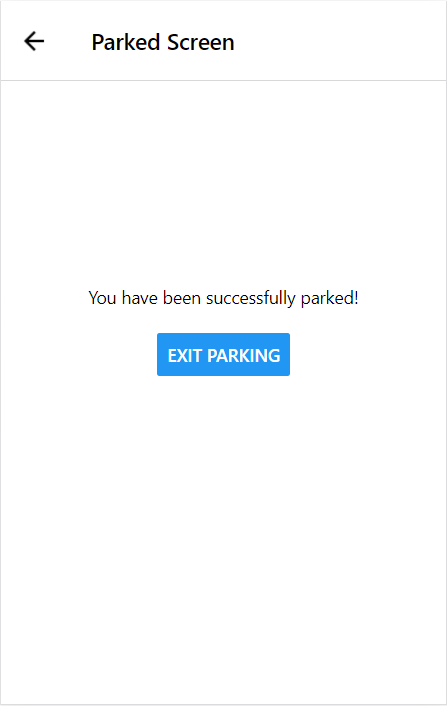 Parked Screen
You have been successfully parked!
EXIT PARKING